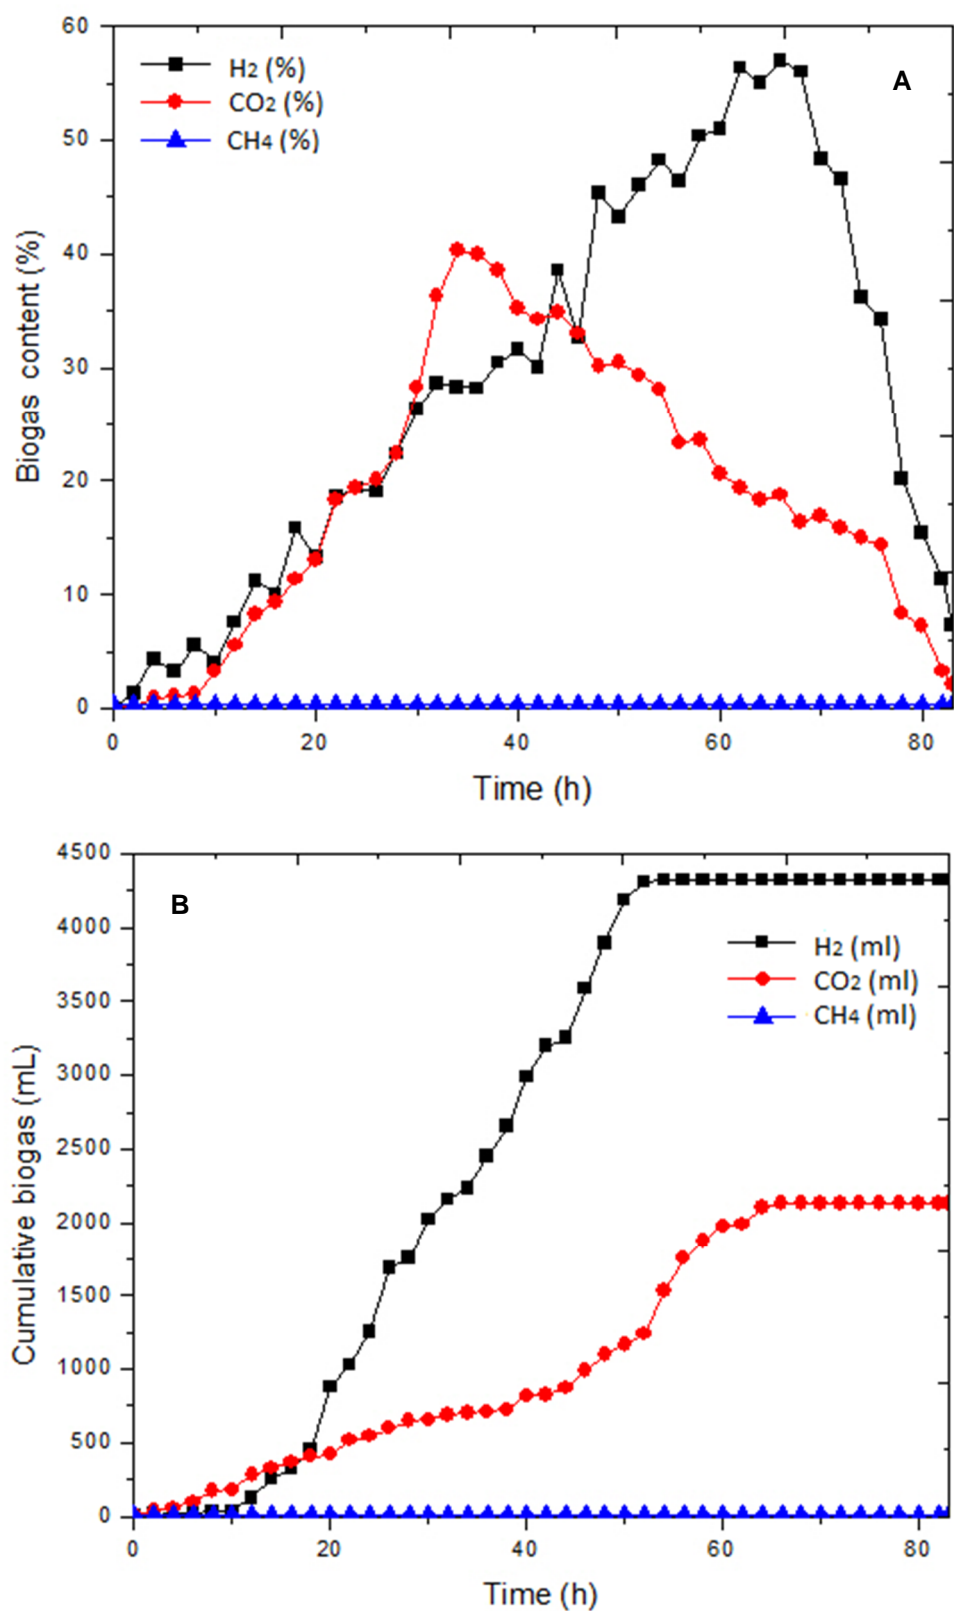 60
50
40
30
20
10
0
Biogas content (%)
H2 (%)
CO2 (%)
CH4 (%)
A
0 20 40 60 80
Time (h)
4500
4000
3500
3000
2500
2000
1500
1000
500
0
Cumulative biogas (mL)
B
H2 (ml)
CO2 (ml)
CH4 (ml)
0 20 40 60 80
Time (h)